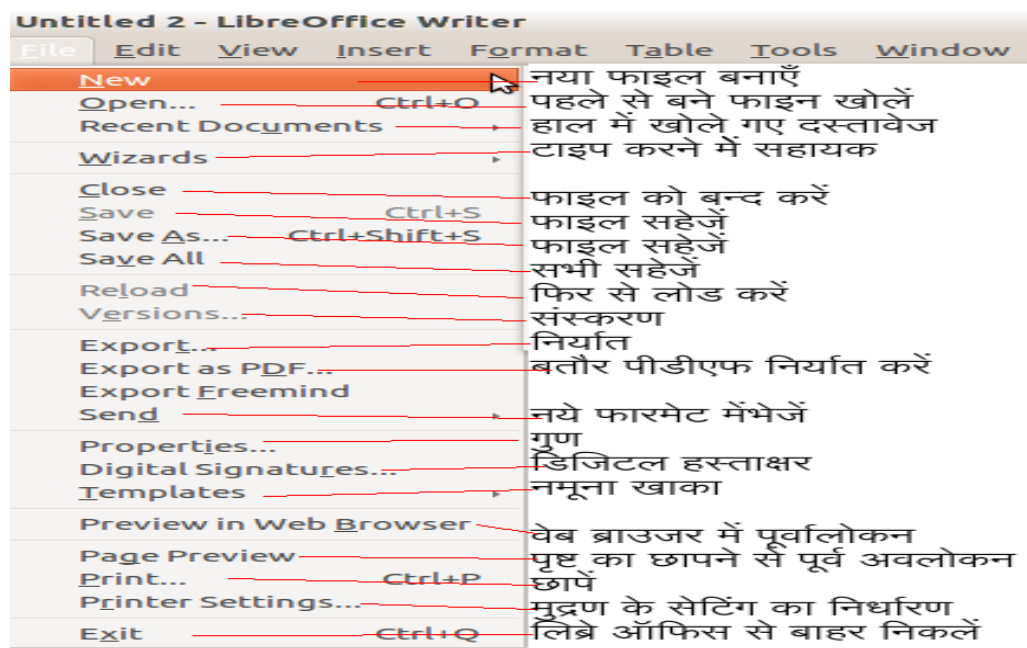 Untitled 2 - LibreOffice Writer
File Edit View Insert Format Table Tools Window
New नया फाइल बनाएँ
Open... Ctrl+O पहले से बने फाइन खोलें
Recent Documents हाल में खोले गए दस्तावेज
Wizards टाइप करने में सहायक
Close फाइल को बन्द करें
Save Ctrl+S फाइल सहेजें
Save As... Ctrl+Shift+S फाइल सहेजें
Save All सभी सहेजें
Reload फिर से लोड करें
Versions... संस्करण
Export... निर्यात
Export as PDF... बतौर पीडीएफ निर्यात करें
Export Freemind
Send नये फारमेट मेंभेजें
Properties... गुण
Digital Signatures... डिजिटल हस्ताक्षर
Templates नमूना खाका
Preview in Web Browser वेब ब्राउजर में पूर्वालोकन
Page Preview पृष्ट का छापने से पूर्व अवलोकन
Print... Ctrl+P छापें
Printer Settings... मुद्रण के सेटिंग का निर्धारण
Exit Ctrl+Q लिब्रे ऑफिस से बाहर निकलें